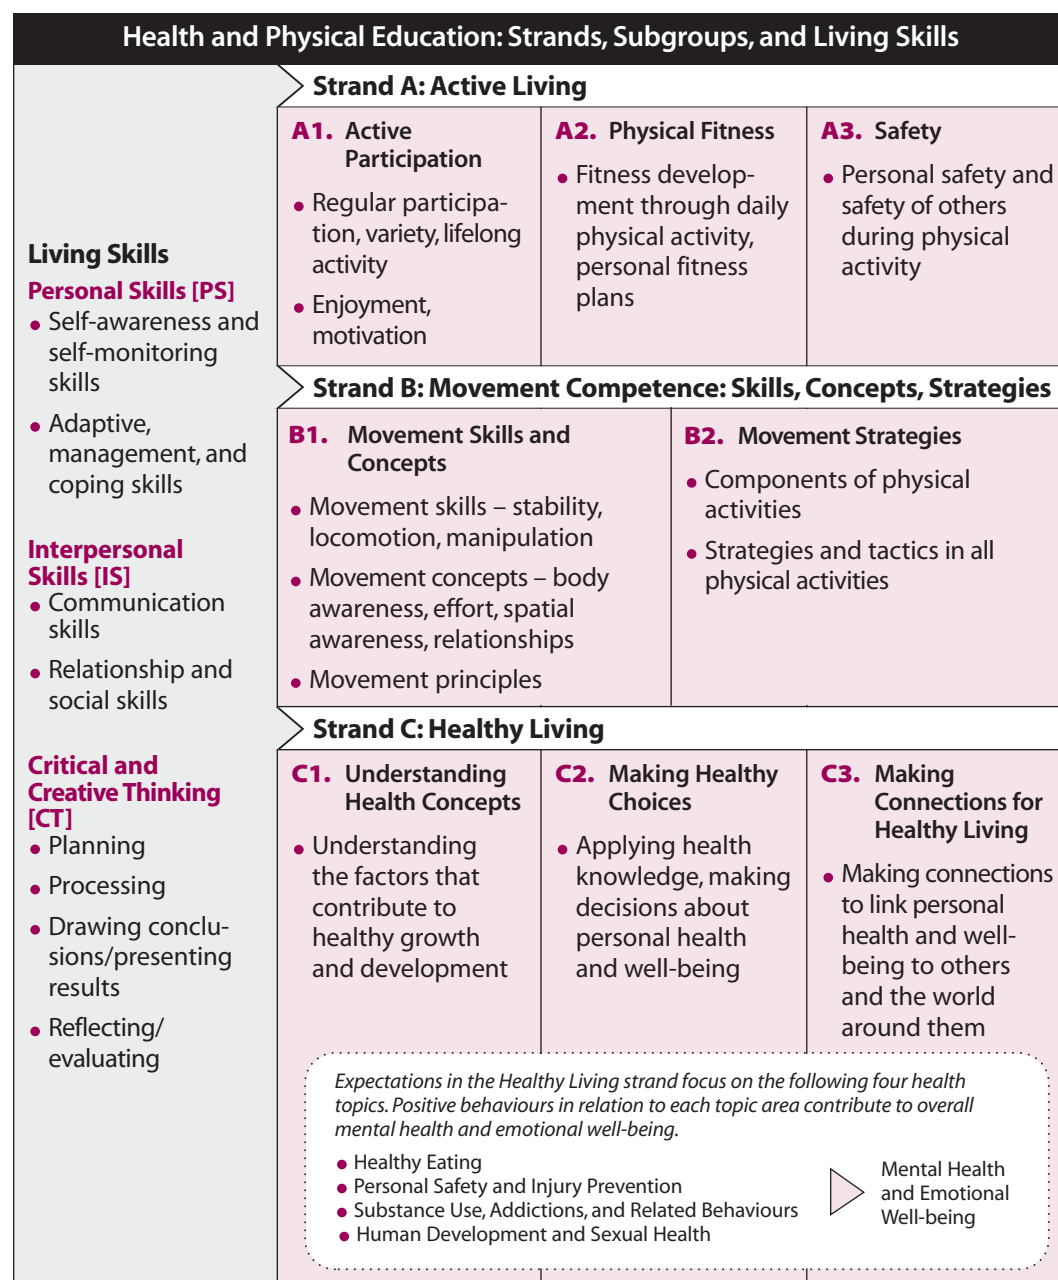 Health and Physical Education: Strands, Subgroups, and Living Skills
Living Skills
Personal Skills [PS]
• Self-awareness and
self-monitoring
skills
• Adaptive,
management, and
coping skills
Interpersonal
Skills [IS]
• Communication
skills
• Relationship and
social skills
Critical and
Creative Thinking
[CT]
• Planning
• Processing
• Drawing conclu-
sions/presenting
results
• Reflecting/
evaluating
Strand A: Active Living
A1. Active
Participation
• Regular participa-
tion, variety, lifelong
activity
• Enjoyment,
motivation
A2. Physical Fitness
• Fitness develop-
ment through daily
physical activity,
personal fitness
plans
A3. Safety
• Personal safety and
safety of others
during physical
activity
Strand B: Movement Competence: Skills, Concepts, Strategies
B1. Movement Skills and
Concepts
• Movement skills – stability,
locomotion, manipulation
• Movement concepts – body
awareness, effort, spatial
awareness, relationships
• Movement principles
B2. Movement Strategies
• Components of physical
activities
• Strategies and tactics in all
physical activities
Strand C: Healthy Living
C1. Understanding
Health Concepts
• Understanding
the factors that
contribute to
healthy growth
and development
C2. Making Healthy
Choices
• Applying health
knowledge, making
decisions about
personal health
and well-being
C3. Making
Connections for
Healthy Living
• Making connections
to link personal
health and well-
being to others
and the world
around them
Expectations in the Healthy Living strand focus on the following four health
topics. Positive behaviours in relation to each topic area contribute to overall
mental health and emotional well-being.
• Healthy Eating
• Personal Safety and Injury Prevention
• Substance Use, Addictions, and Related Behaviours
• Human Development and Sexual Health
Mental Health
and Emotional
Well-being